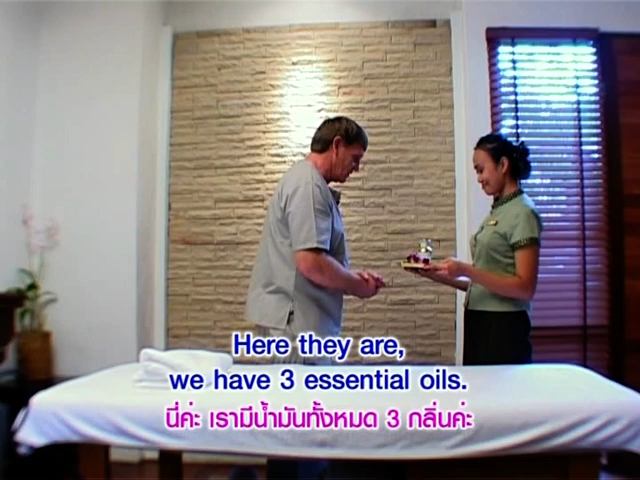 Here they are,
we have 3 essential oils.
นี่ค่ะ เรามีน้ำมันทั้งหมด 3 กลิ่นค่ะ